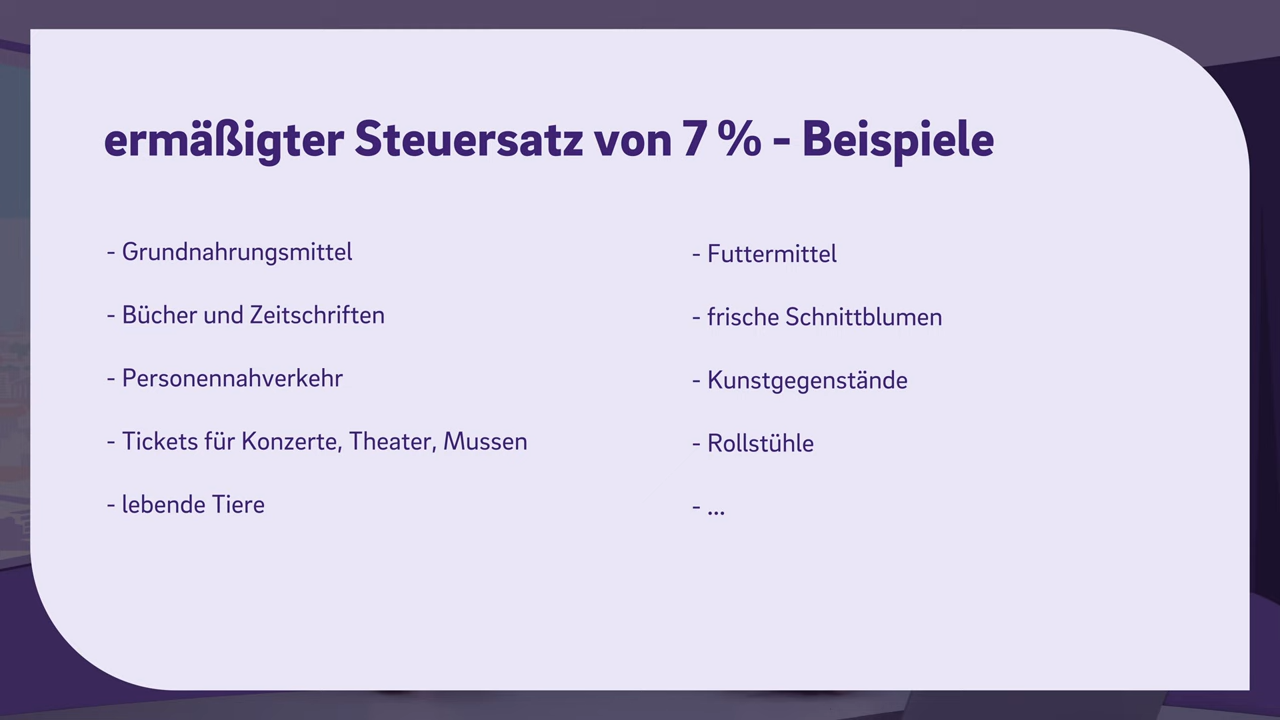 ermäßigter Steuersatz von 7 % - Beispiele
- Grundnahrungsmittel
- Bücher und Zeitschriften
- Personennahverkehr
- Tickets für Konzerte, Theater, Mussen
- lebende Tiere
- Futtermittel
- frische Schnittblumen
- Kunstgegenstände
- Rollstühle
- ...